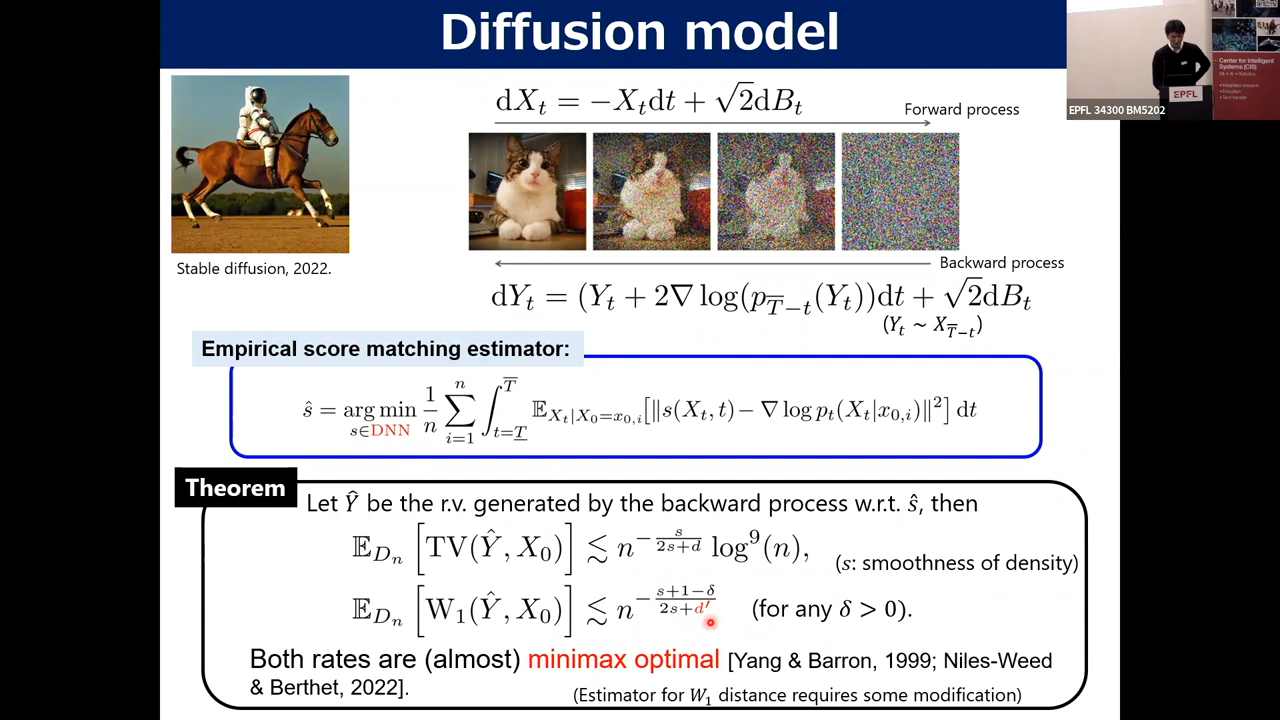 Diffusion model
dX_t = −X_t dt + √2 dB_t
Forward process
Stable diffusion, 2022.
Backward process
dY_t = (Y_t + 2∇ log(p_{T̅−t}(Y_t))dt + √2 dB_t
(Y_t ~ X_{T̅−t})
Empirical score matching estimator:
ŝ = arg min_{s∈DNN} 1/n ∑_{i=1}^{n} ∫_{t=T̲}^{T̅} 𝔼_{X_t|X_0=x_{0,i}}[‖s(X_t, t) − ∇ log p_t(X_t|x_{0,i})‖²] dt
Theorem
Let Ŷ be the r.v. generated by the backward process w.r.t. ŝ, then
𝔼_{D_n} [TV(Ŷ, X_0)] ≲ n^{−s/(2s+d)} log⁹(n),
(s: smoothness of density)
𝔼_{D_n} [W_1(Ŷ, X_0)] ≲ n^{−(s+1−δ)/(2s+d′)} (for any δ > 0).
Both rates are (almost) minimax optimal [Yang & Barron, 1999; Niles-Weed
& Berthet, 2022].
(Estimator for W_1 distance requires some modification)
Center for Intelligent
Systems (CIS)
EPFL
EPFL 34300 BM5202